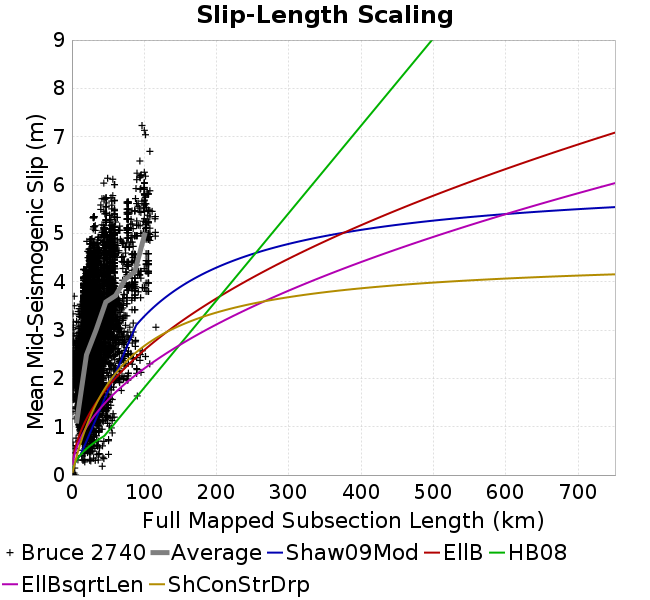 Slip-Length Scaling
Mean Mid-Seismogenic Slip (m)
9
8
7
6
5
4
3
2
1
0
0 100 200 300 400 500 600 700
Full Mapped Subsection Length (km)
Bruce 2740 Average Shaw09Mod EllB HB08
EllBsqrtLen ShConStrDrp